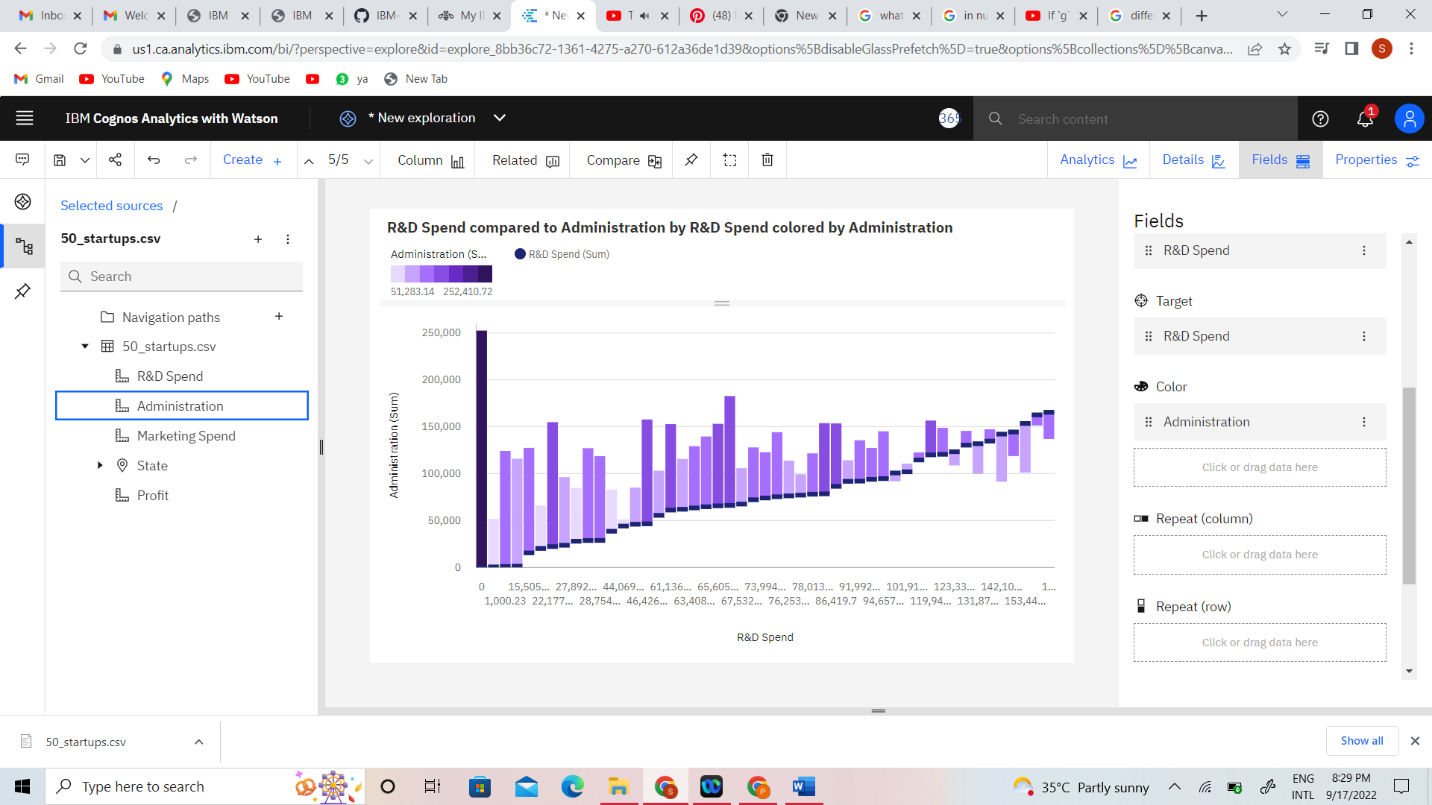 Inbo
Welc
IBM
IBM
IBM-
My I
* Ne
T
(48)
New
what
in nu
If `g`
diffe
us1.ca.analytics.ibm.com/bi/?perspective=explore&id=explore_8bb36c72-1361-4275-a270-612a36de1d39&options%5BdisableGlassPrefetch%5D=true&options%5Bcollections%5D%5Bcanva...
S
Gmail YouTube Maps YouTube 3 ya New Tab
IBM Cognos Analytics with Watson
* New exploration
365
Search content
1
Create + 5/5 Column Related Compare
Analytics Details Fields Properties
Selected sources /
50_startups.csv
Search
Navigation paths
50_startups.csv
R&D Spend
Administration
Marketing Spend
State
Profit
R&D Spend compared to Administration by R&D Spend colored by Administration
Administration (S... R&D Spend (Sum)
51,283.14 252,410.72
250,000
200,000
150,000
100,000
50,000
0
Administration (Sum)
0 15,505... 27,892... 44,069... 61,136... 65,605... 73,994... 78,013... 91,992... 101,91... 123,33... 142,10... 1...
1,000.23 22,177... 28,754... 46,426... 63,408... 67,532... 76,253... 86,419.7 94,657... 119,94... 131,87... 153,44...
R&D Spend
Fields
R&D Spend
Target
R&D Spend
Color
Administration
Click or drag data here
Repeat (column)
Click or drag data here
Repeat (row)
Click or drag data here
50_startups.csv
Show all
Type here to search
S
P
35°C Partly sunny
ENG
INTL
8:29 PM
9/17/2022